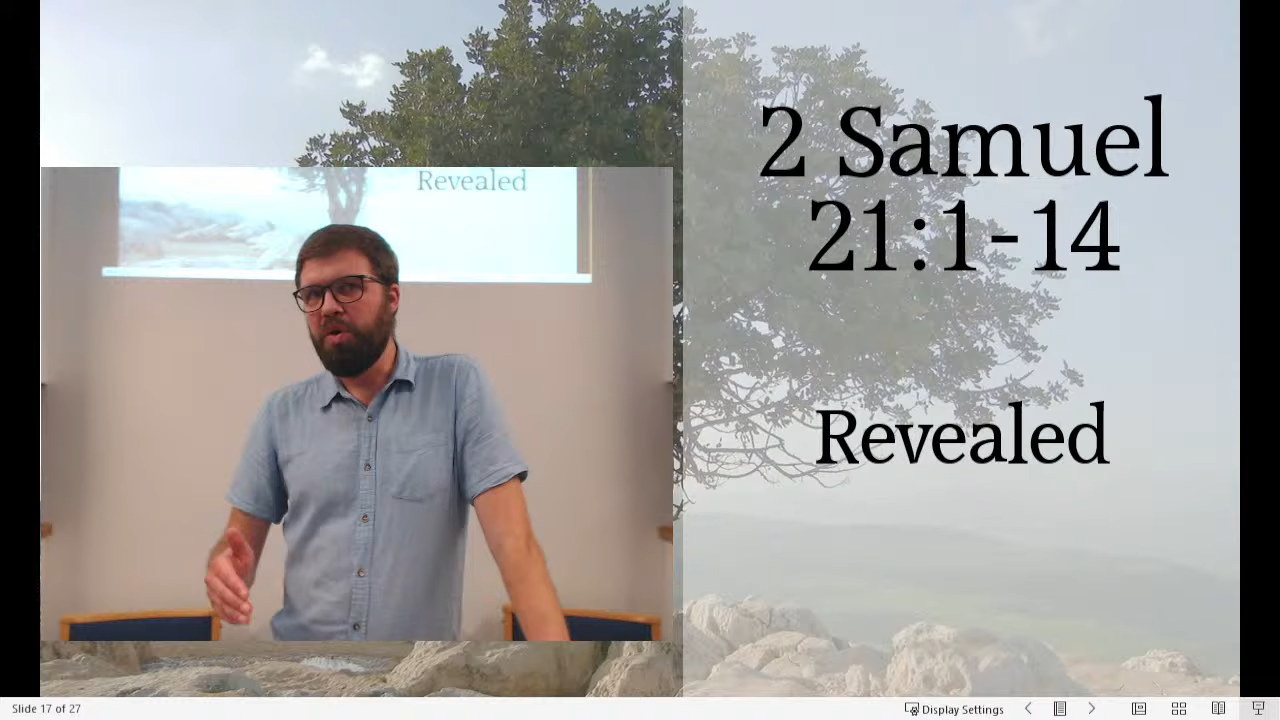 Revealed
2 Samuel
21:1-14
Revealed
Slide 17 of 27
Display Settings